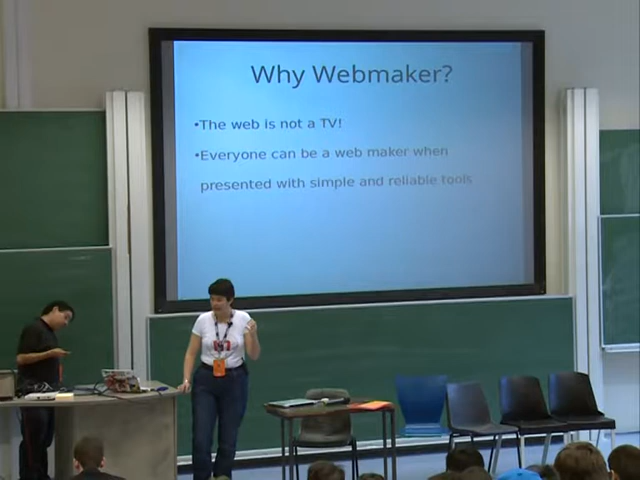 Why Webmaker?
•The web is not a TV!
•Everyone can be a web maker when
presented with simple and reliable tools